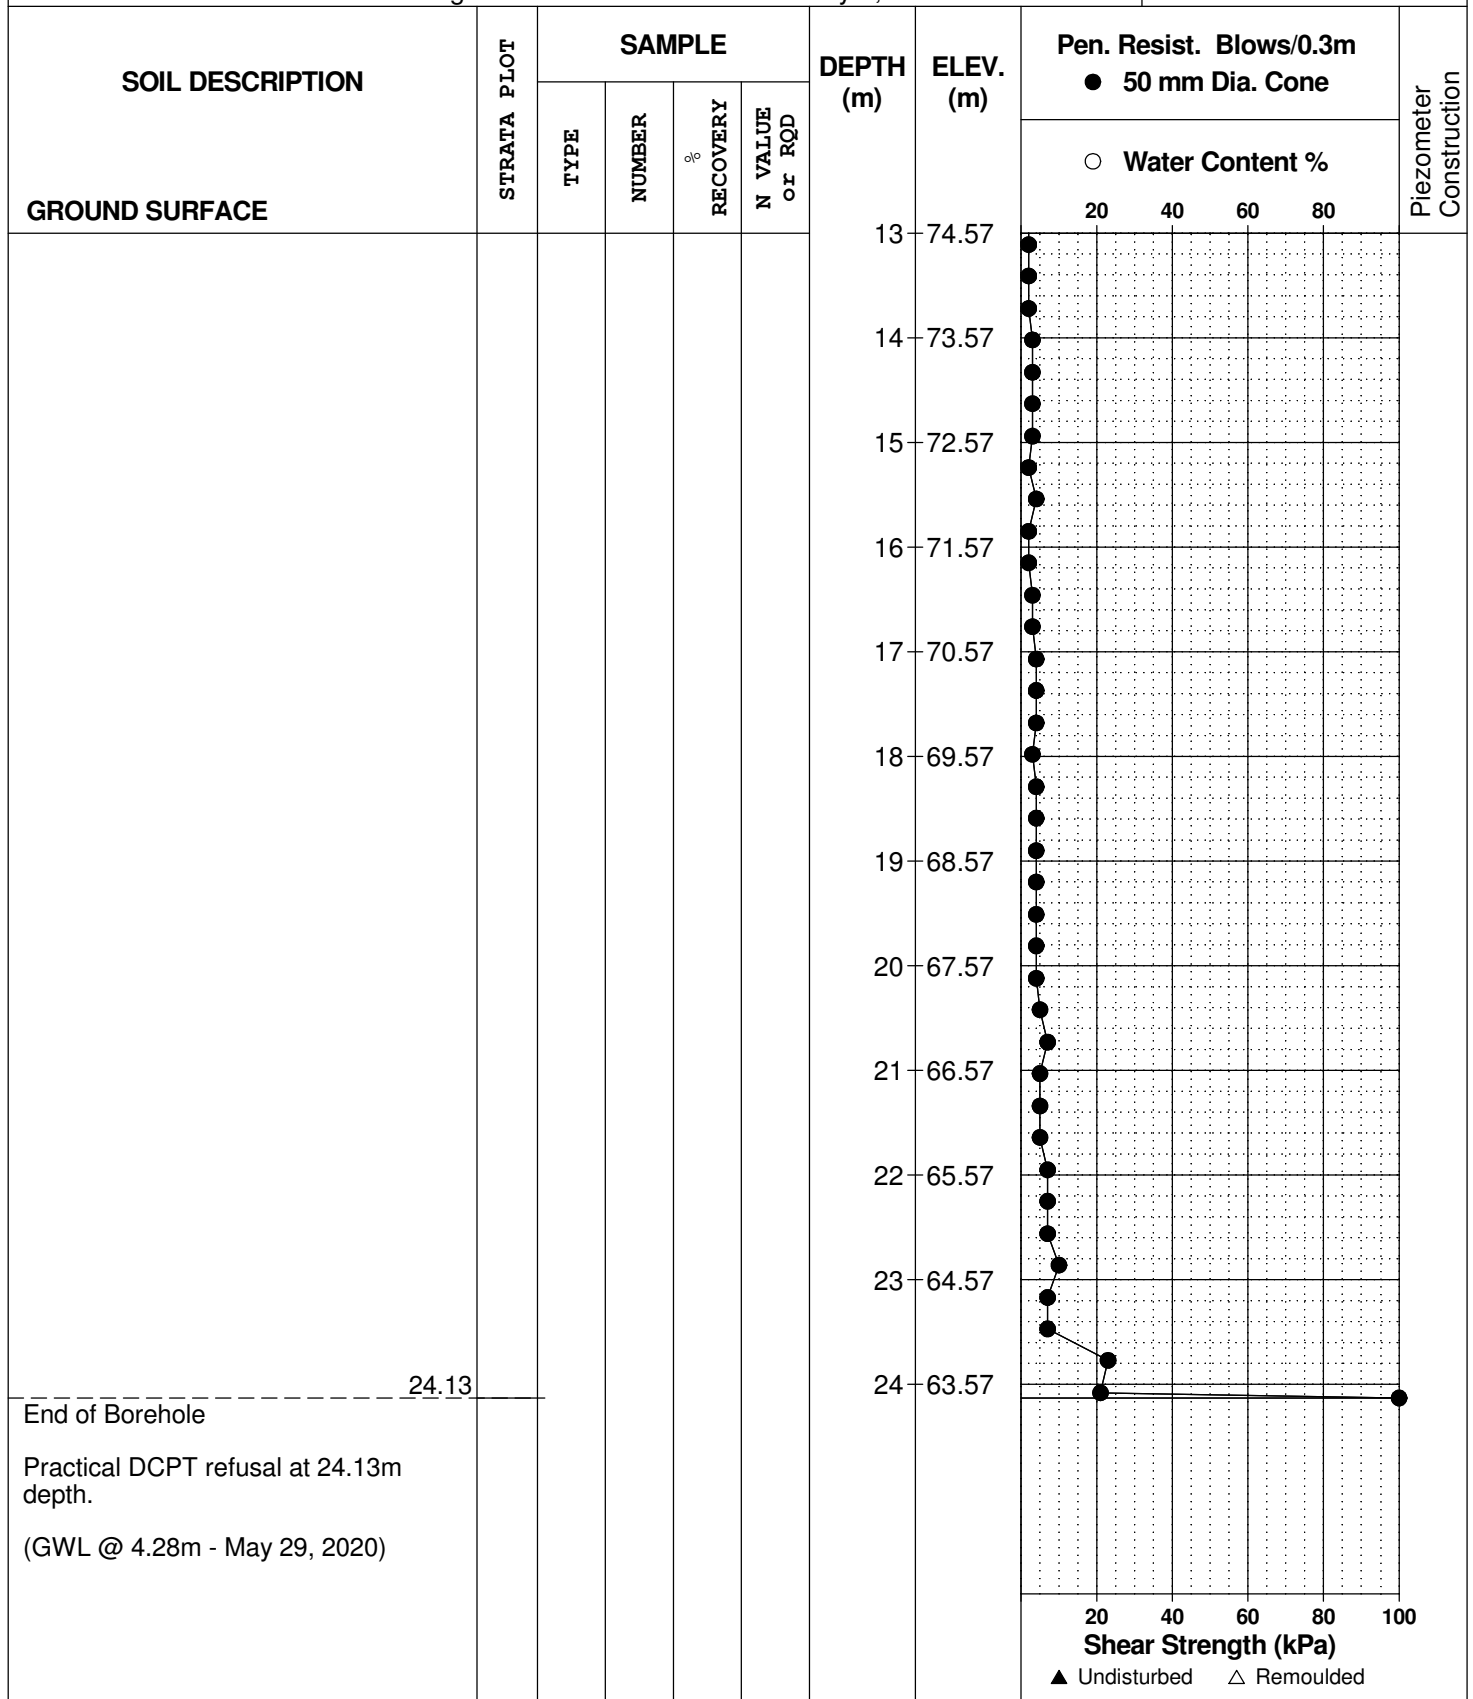 SOIL DESCRIPTION
GROUND SURFACE
STRATA PLOT
SAMPLE
TYPE
NUMBER
%
RECOVERY
N VALUE
or RQD
DEPTH
(m)
ELEV.
(m)
Pen. Resist. Blows/0.3m
● 50 mm Dia. Cone
○ Water Content %
20 40 60 80
Piezometer
Construction
13 74.57
14 73.57
15 72.57
16 71.57
17 70.57
18 69.57
19 68.57
20 67.57
21 66.57
22 65.57
23 64.57
24 63.57
24.13
End of Borehole
Practical DCPT refusal at 24.13m
depth.
(GWL @ 4.28m - May 29, 2020)
20 40 60 80 100
Shear Strength (kPa)
▲ Undisturbed △ Remoulded